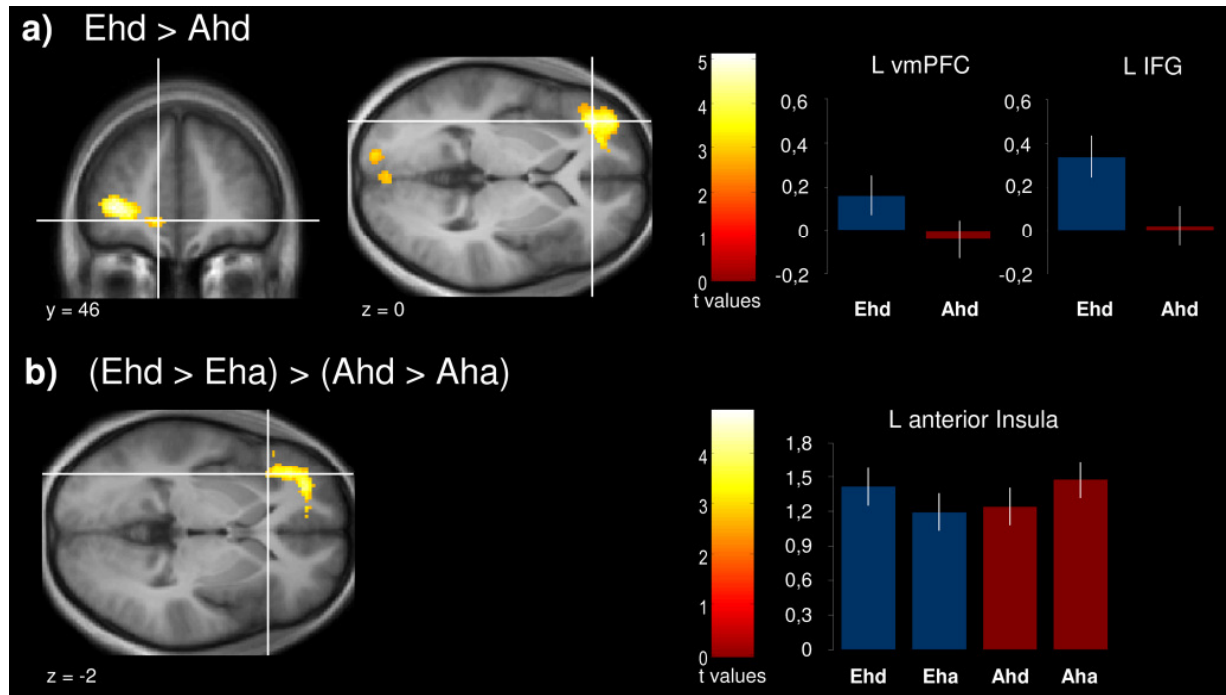 a) Ehd > Ahd
y = 46
z = 0
5
4
3
2
1
0
t values
L vmPFC
0,6
0,4
0,2
0
-0,2
Ehd Ahd
L IFG
0,6
0,4
0,2
0
-0,2
Ehd Ahd
b) (Ehd > Eha) > (Ahd > Aha)
z = -2
4
3
2
1
0
t values
L anterior Insula
1,8
1,5
1,2
0,9
0,6
0,3
0
Ehd Eha Ahd Aha